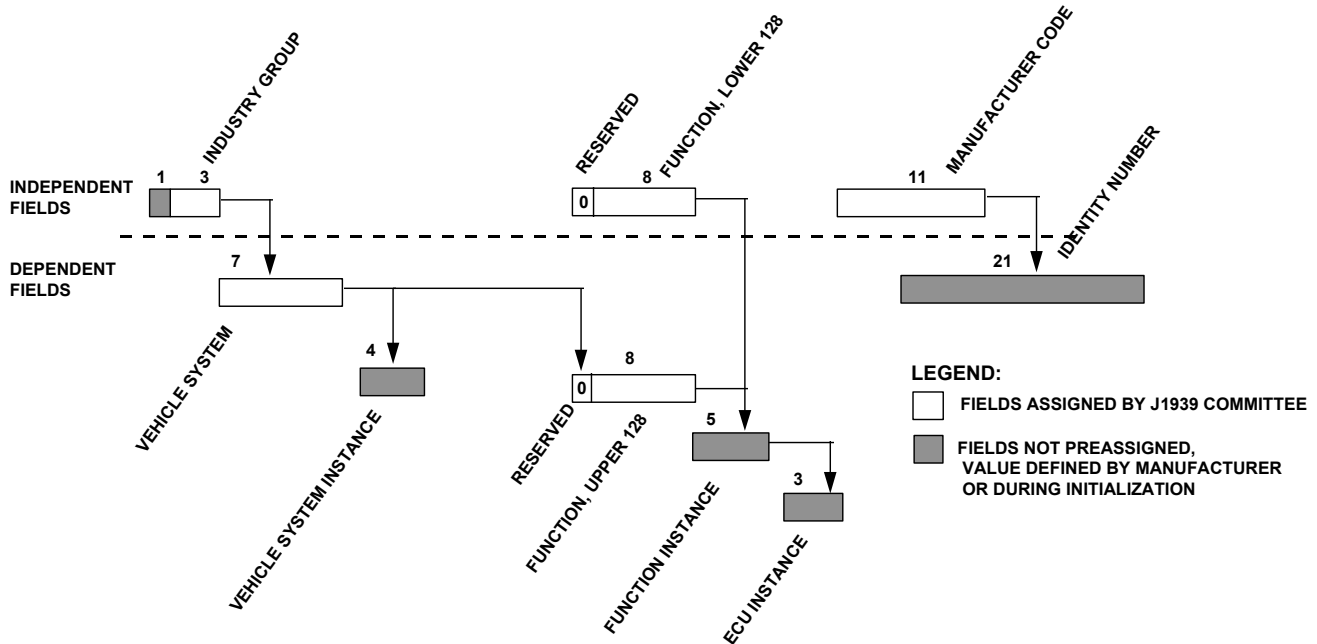 INDUSTRY GROUP
RESERVED
FUNCTION, LOWER 128
MANUFACTURER CODE
IDENTITY NUMBER
INDEPENDENT
FIELDS
1
3
0
8
11
DEPENDENT
FIELDS
7
21
VEHICLE SYSTEM
4
VEHICLE SYSTEM INSTANCE
0
8
RESERVED
FUNCTION, UPPER 128
5
FUNCTION INSTANCE
3
ECU INSTANCE
LEGEND:
FIELDS ASSIGNED BY J1939 COMMITTEE
FIELDS NOT PREASSIGNED,
VALUE DEFINED BY MANUFACTURER
OR DURING INITIALIZATION